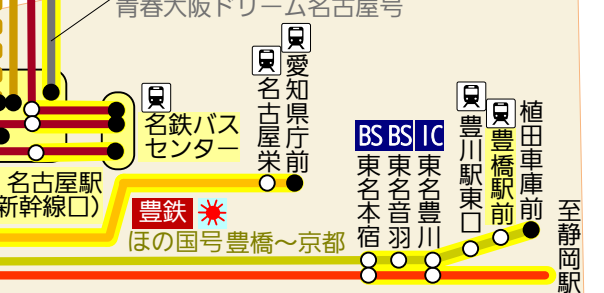 青春大阪ドリーム名古屋号
愛知県庁前
名古屋栄
名鉄バス
センター
名古屋駅
新幹線口）
豊鉄
ほの国号豊橋～京都
BS
東名本宿
BS
東名音羽
IC
東名豊川
豊川駅東口
豊橋駅前
植田車庫前
至静岡駅